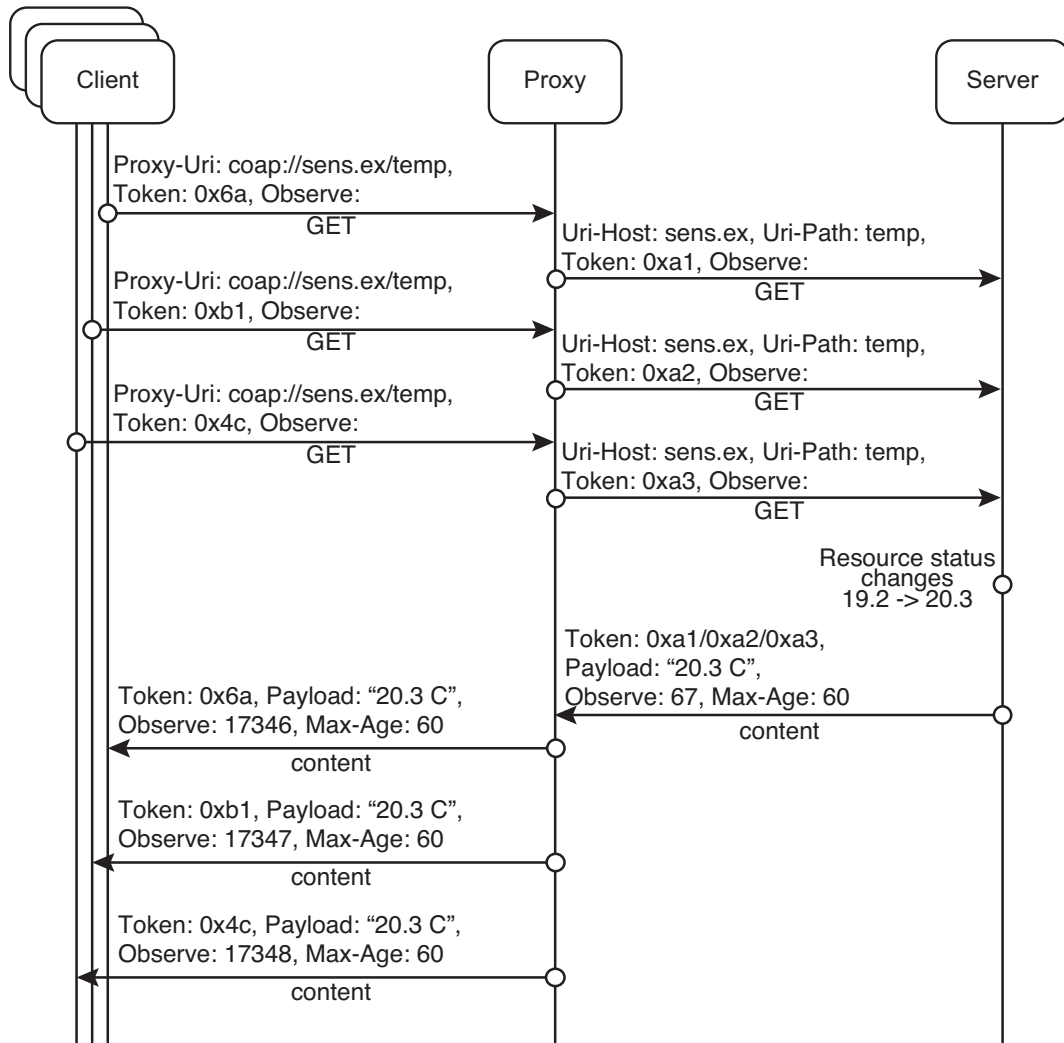 Client
Proxy
Server
Proxy-Uri: coap://sens.ex/temp,
Token: 0x6a, Observe:
GET
Uri-Host: sens.ex, Uri-Path: temp,
Token: 0xa1, Observe:
GET
Proxy-Uri: coap://sens.ex/temp,
Token: 0xb1, Observe:
GET
Uri-Host: sens.ex, Uri-Path: temp,
Token: 0xa2, Observe:
GET
Proxy-Uri: coap://sens.ex/temp,
Token: 0x4c, Observe:
GET
Uri-Host: sens.ex, Uri-Path: temp,
Token: 0xa3, Observe:
GET
Resource status
changes
19.2 -> 20.3
Token: 0xa1/0xa2/0xa3,
Payload: “20.3 C”,
Observe: 67, Max-Age: 60
content
Token: 0x6a, Payload: “20.3 C”,
Observe: 17346, Max-Age: 60
content
Token: 0xb1, Payload: “20.3 C”,
Observe: 17347, Max-Age: 60
content
Token: 0x4c, Payload: “20.3 C”,
Observe: 17348, Max-Age: 60
content